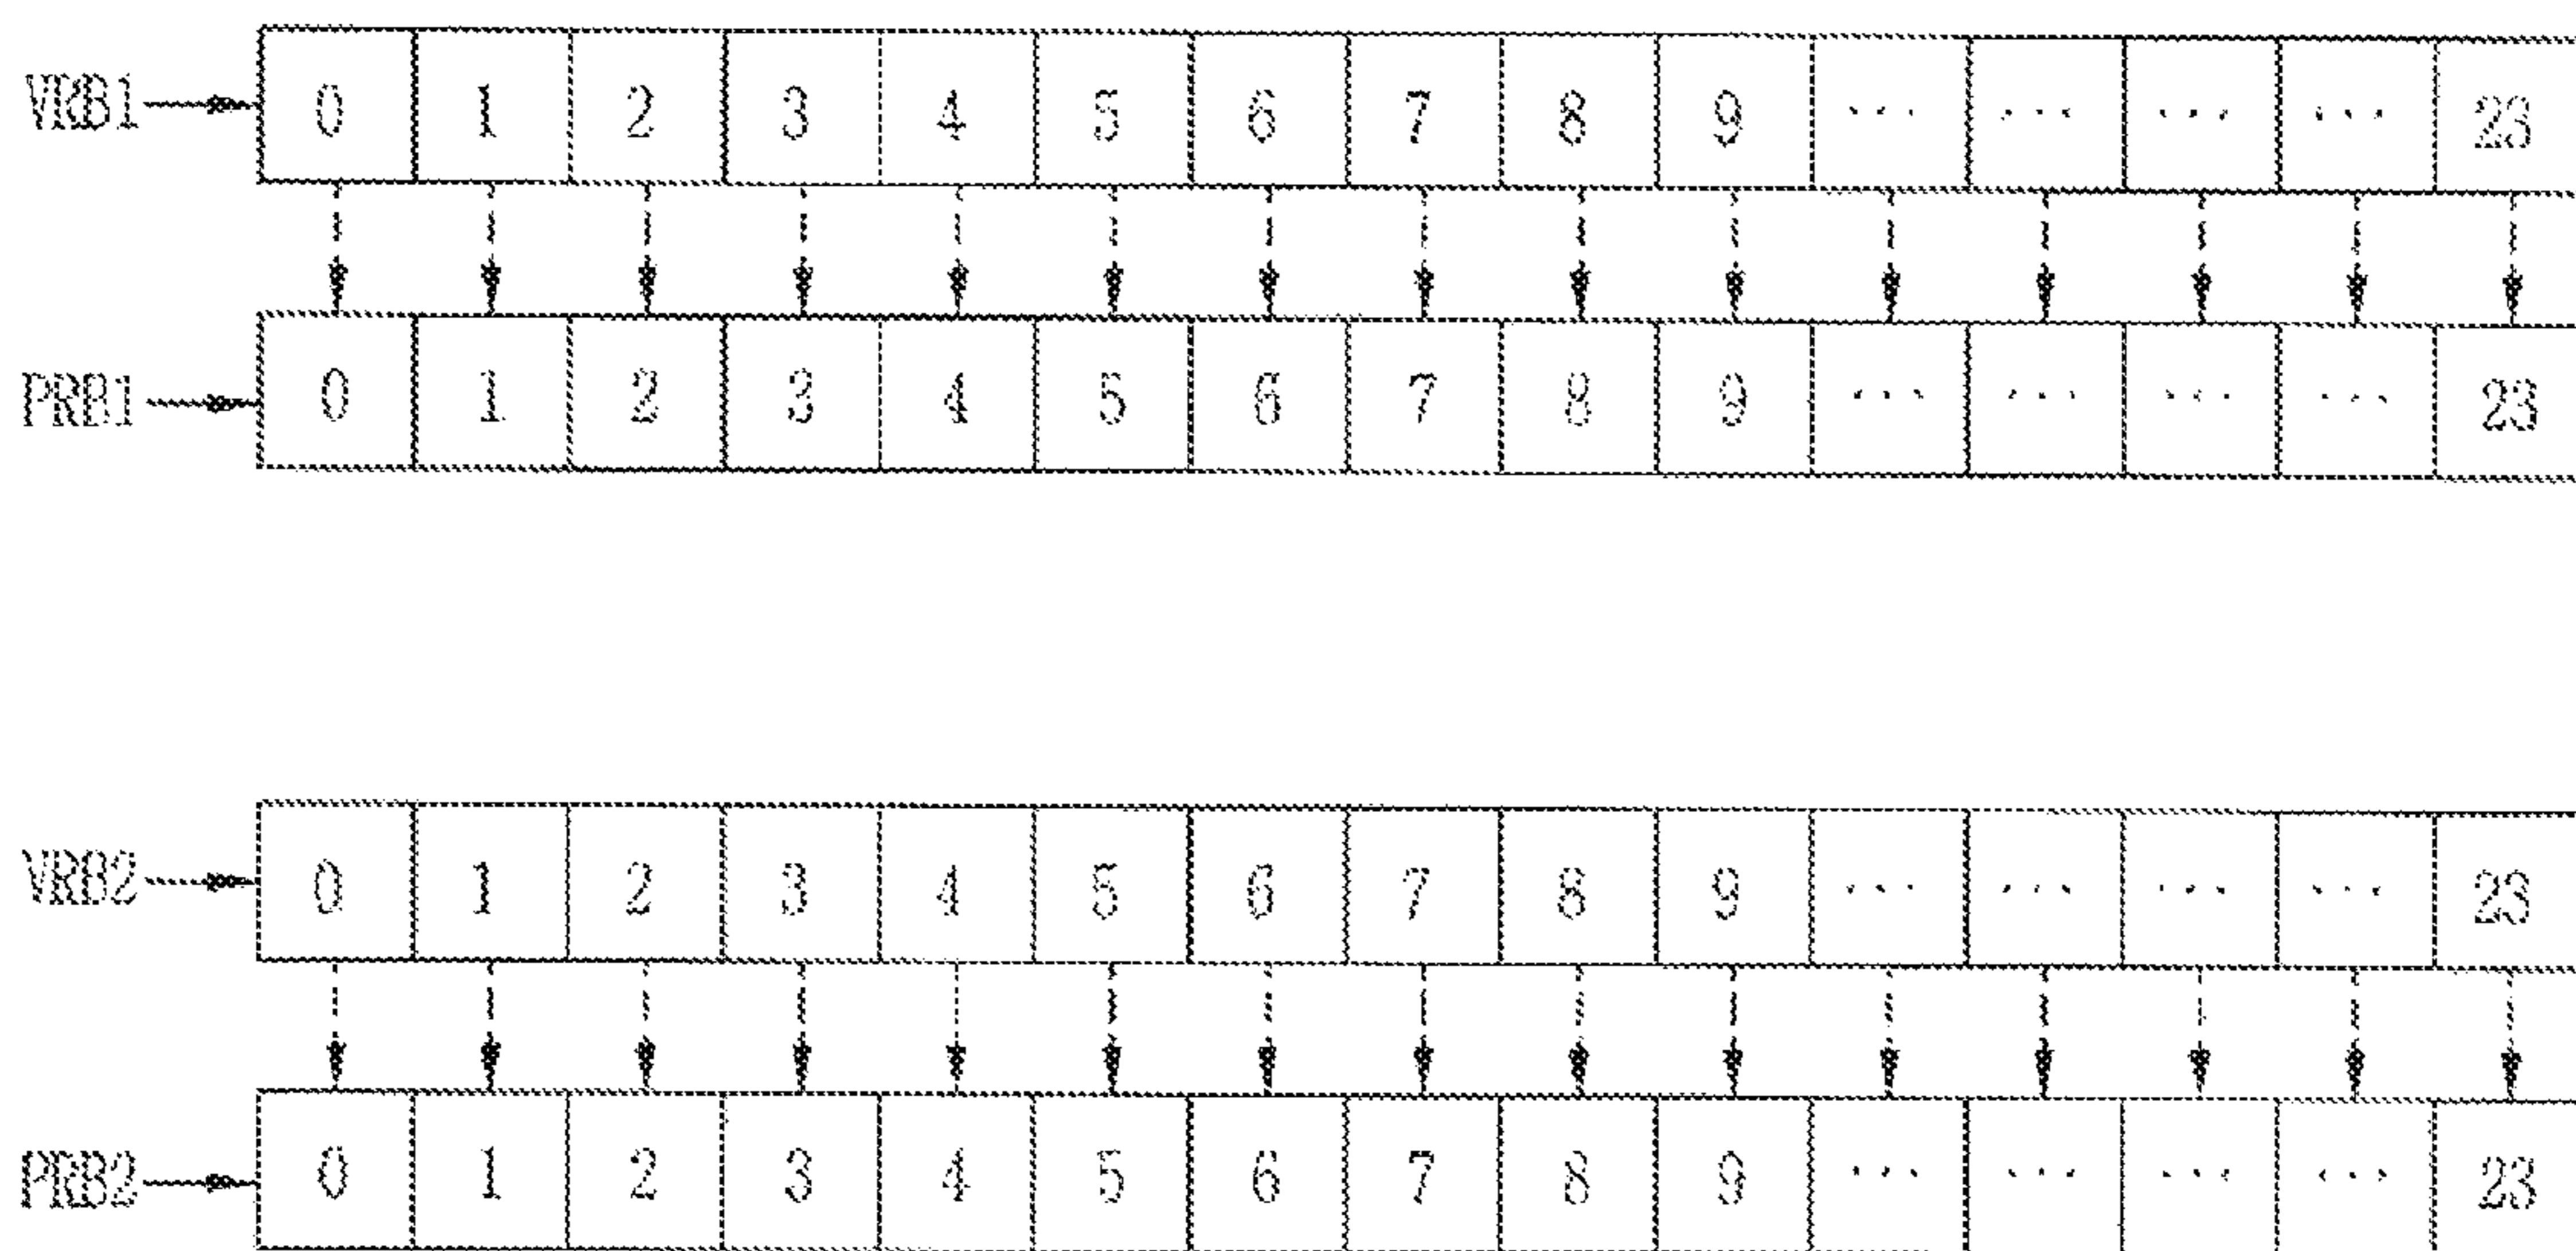 VRB1 0 1 2 3 4 5 6 7 8 9 ... ... ... ... 23
PRB1 0 1 2 3 4 5 6 7 8 9 ... ... ... ... 23
VRB2 0 1 2 3 4 5 6 7 8 9 ... ... ... ... 23
PRB2 0 1 2 3 4 5 6 7 8 9 ... ... ... ... 23